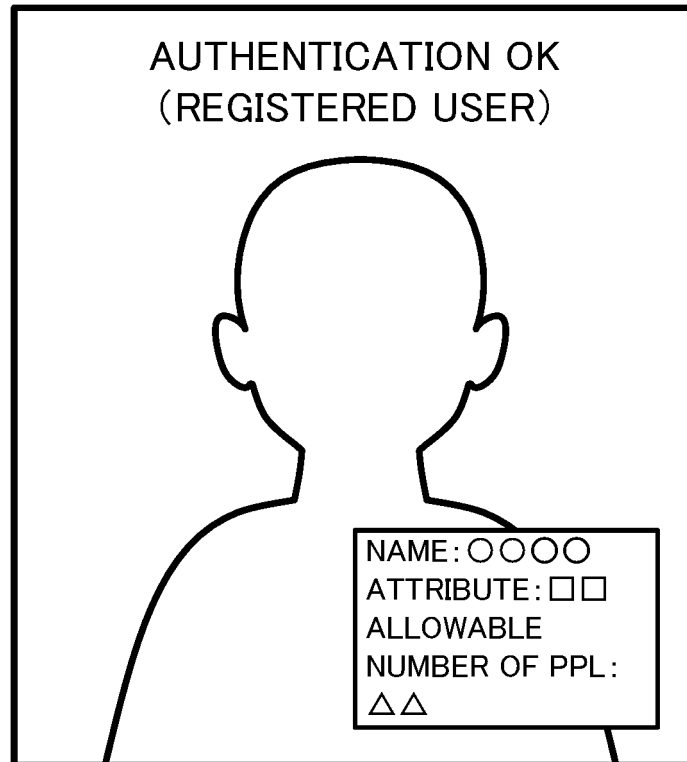 AUTHENTICATION OK
(REGISTERED USER)
NAME:○○○○
ATTRIBUTE:□□
ALLOWABLE
NUMBER OF PPL:
△△